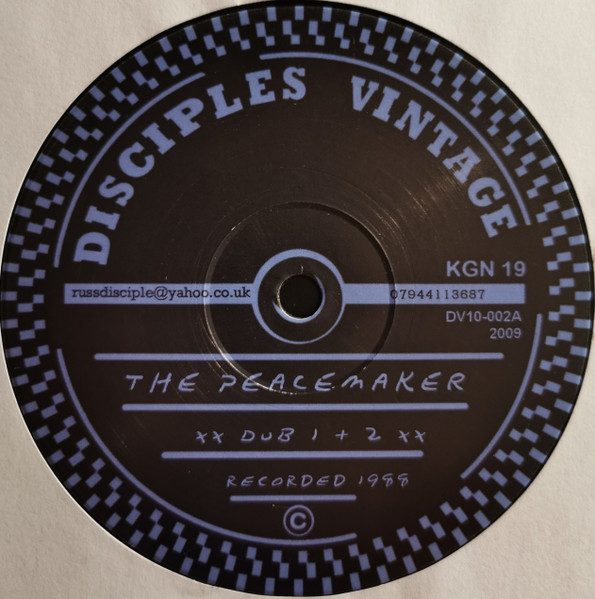 DISCIPLES VINTAGE
KGN 19
russdisciple@yahoo.co.uk
07944113687
DV10-002A
2009
THE PEACEMAKER
xx DUB 1 + 2 xx
RECORDED 1988
©